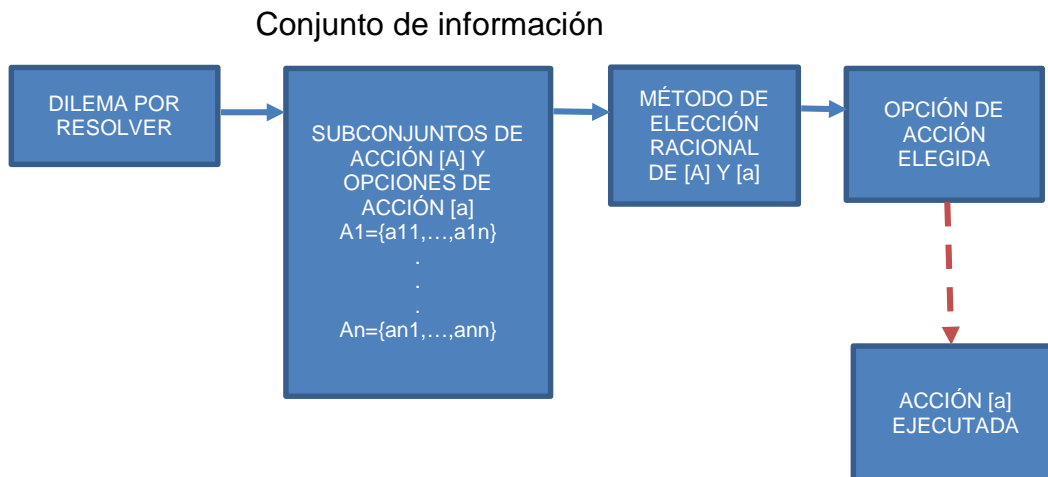 Conjunto de información
DILEMA POR
RESOLVER
SUBCONJUNTOS DE
ACCIÓN [A] Y
OPCIONES DE
ACCIÓN [a]
A1={a11,…,a1n}
.
.
.
An={an1,…,ann}
MÉTODO DE
ELECCIÓN
RACIONAL
DE [A] Y [a]
OPCIÓN DE
ACCIÓN
ELEGIDA
ACCIÓN [a]
EJECUTADA